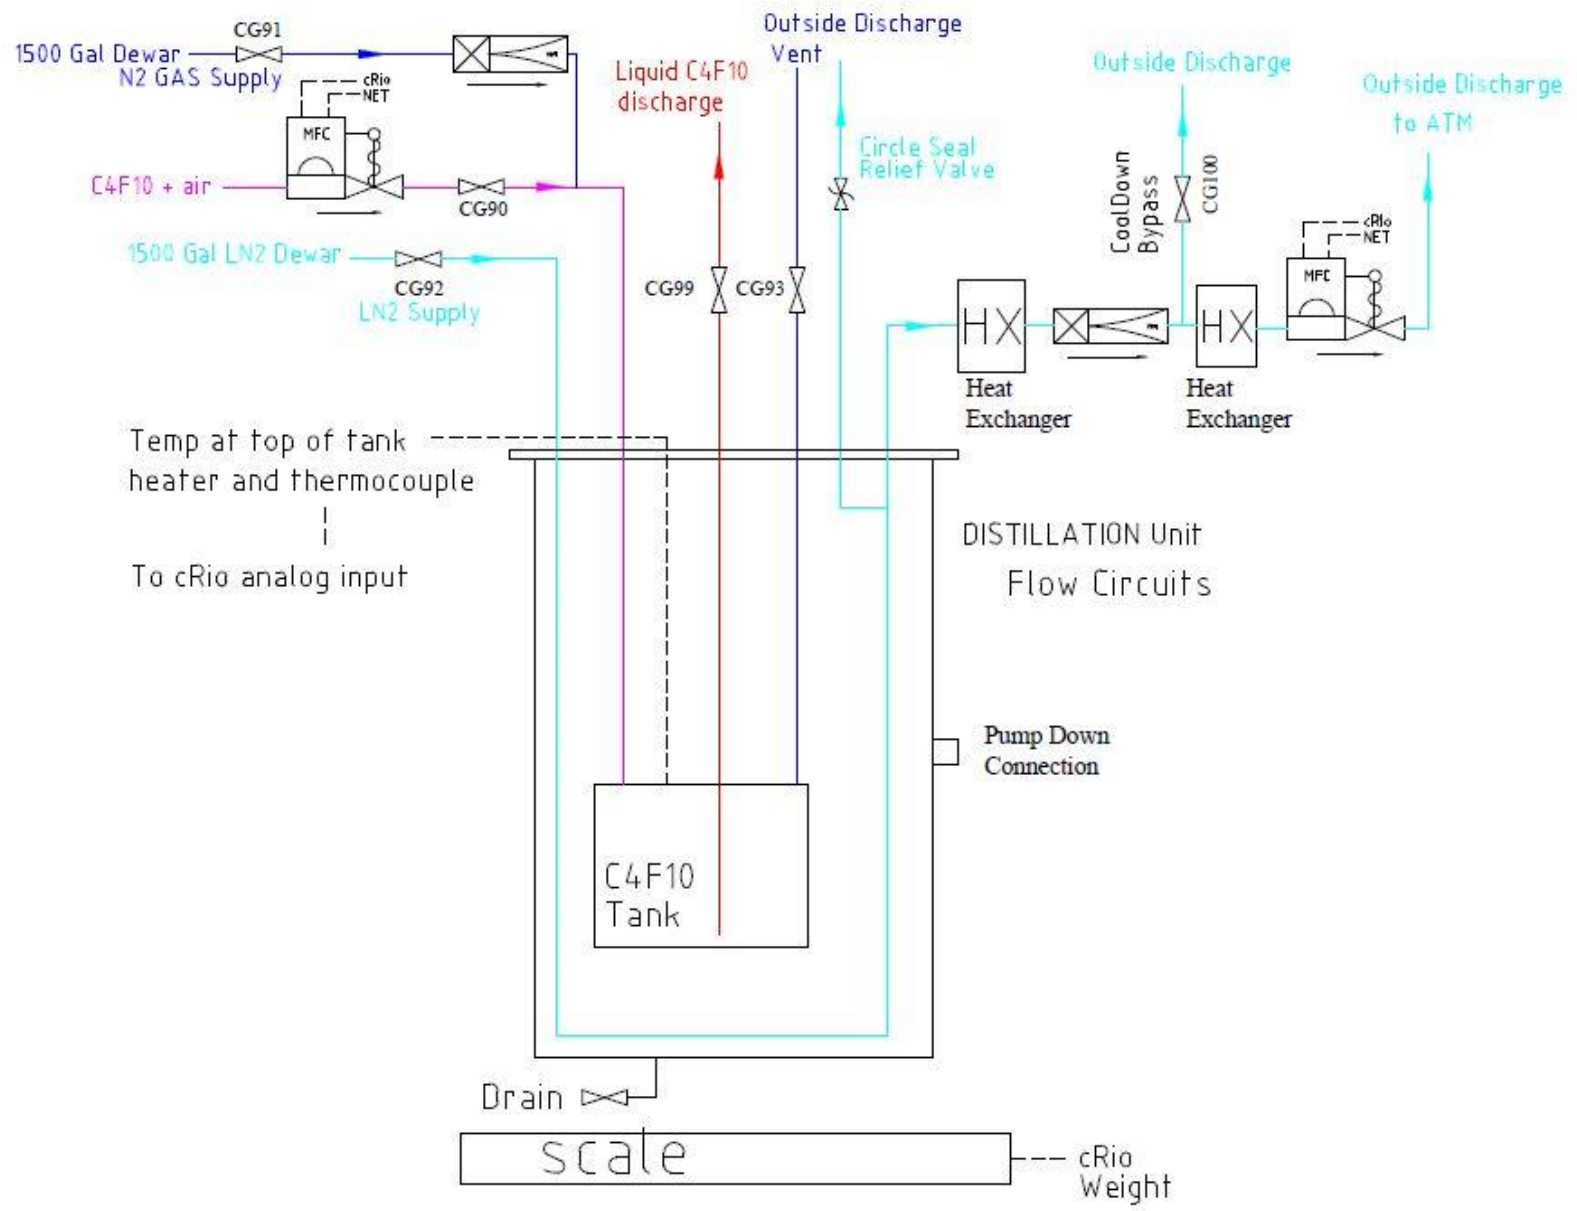 CG91
1500 Gal Dewar
N2 GAS Supply
cRio
NET
MFC
C4F10 + air
CG90
1500 Gal LN2 Dewar
CG92
LN2 Supply
Liquid C4F10
discharge
Outside Discharge
Vent
Circle Seal
Relief Valve
CG99
CG93
Outside Discharge
CoolDown
Bypass
CG100
Outside Discharge
to ATM
cRIo
NET
MFC
HX
HX
Heat
Exchanger
Heat
Exchanger
Temp at top of tank
heater and thermocouple
To cRio analog input
DISTILLATION Unit
Flow Circuits
Pump Down
Connection
C4F10
Tank
Drain
scale
cRio
Weight